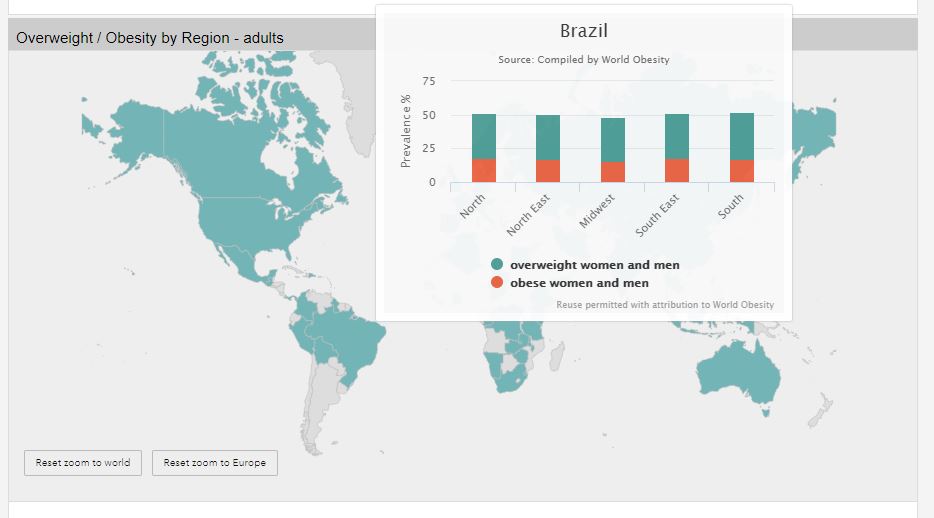 Overweight / Obesity by Region - adults
Brazil
Source: Compiled by World Obesity
Prevalence %
75
50
25
0
North
North East
Midwest
South East
South
overweight women and men
obese women and men
Reuse permitted with attribution to World Obesity
Reset zoom to world
Reset zoom to Europe